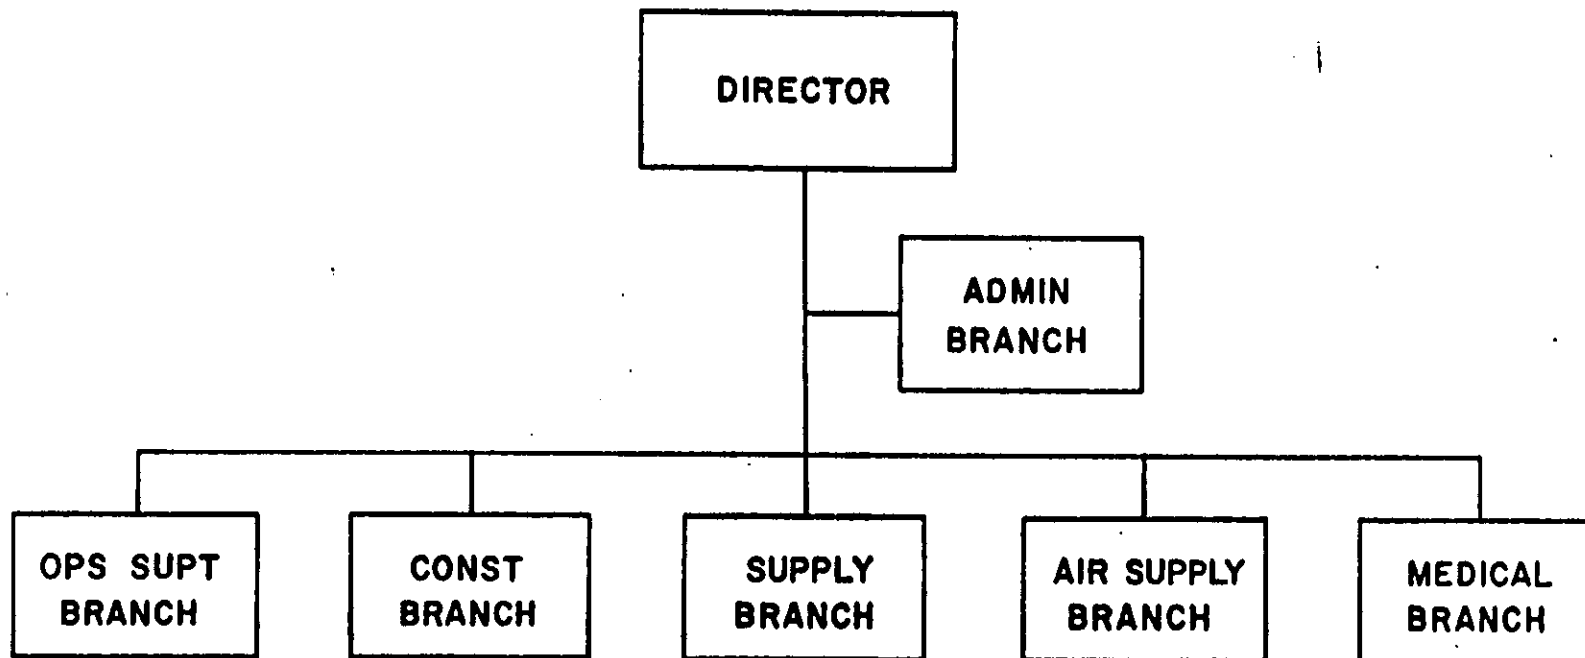 DIRECTOR
ADMIN
BRANCH
OPS SUPT
BRANCH
CONST
BRANCH
SUPPLY
BRANCH
AIR SUPPLY
BRANCH
MEDICAL
BRANCH